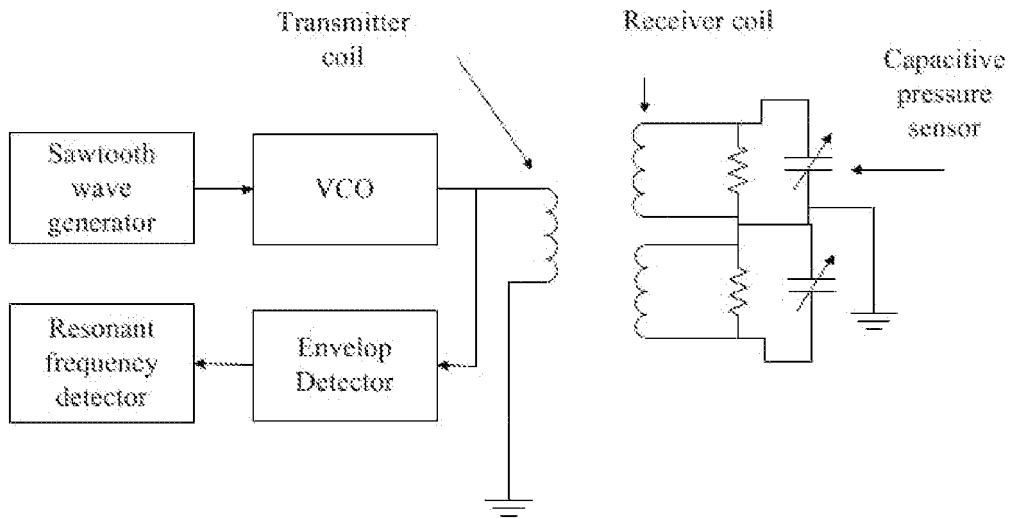 Transmitter
coil
Receiver coil
Capacitive
pressure
sensor
Sawtooth
wave
generator
VCO
Resonant
frequency
detector
Envelop
Detector